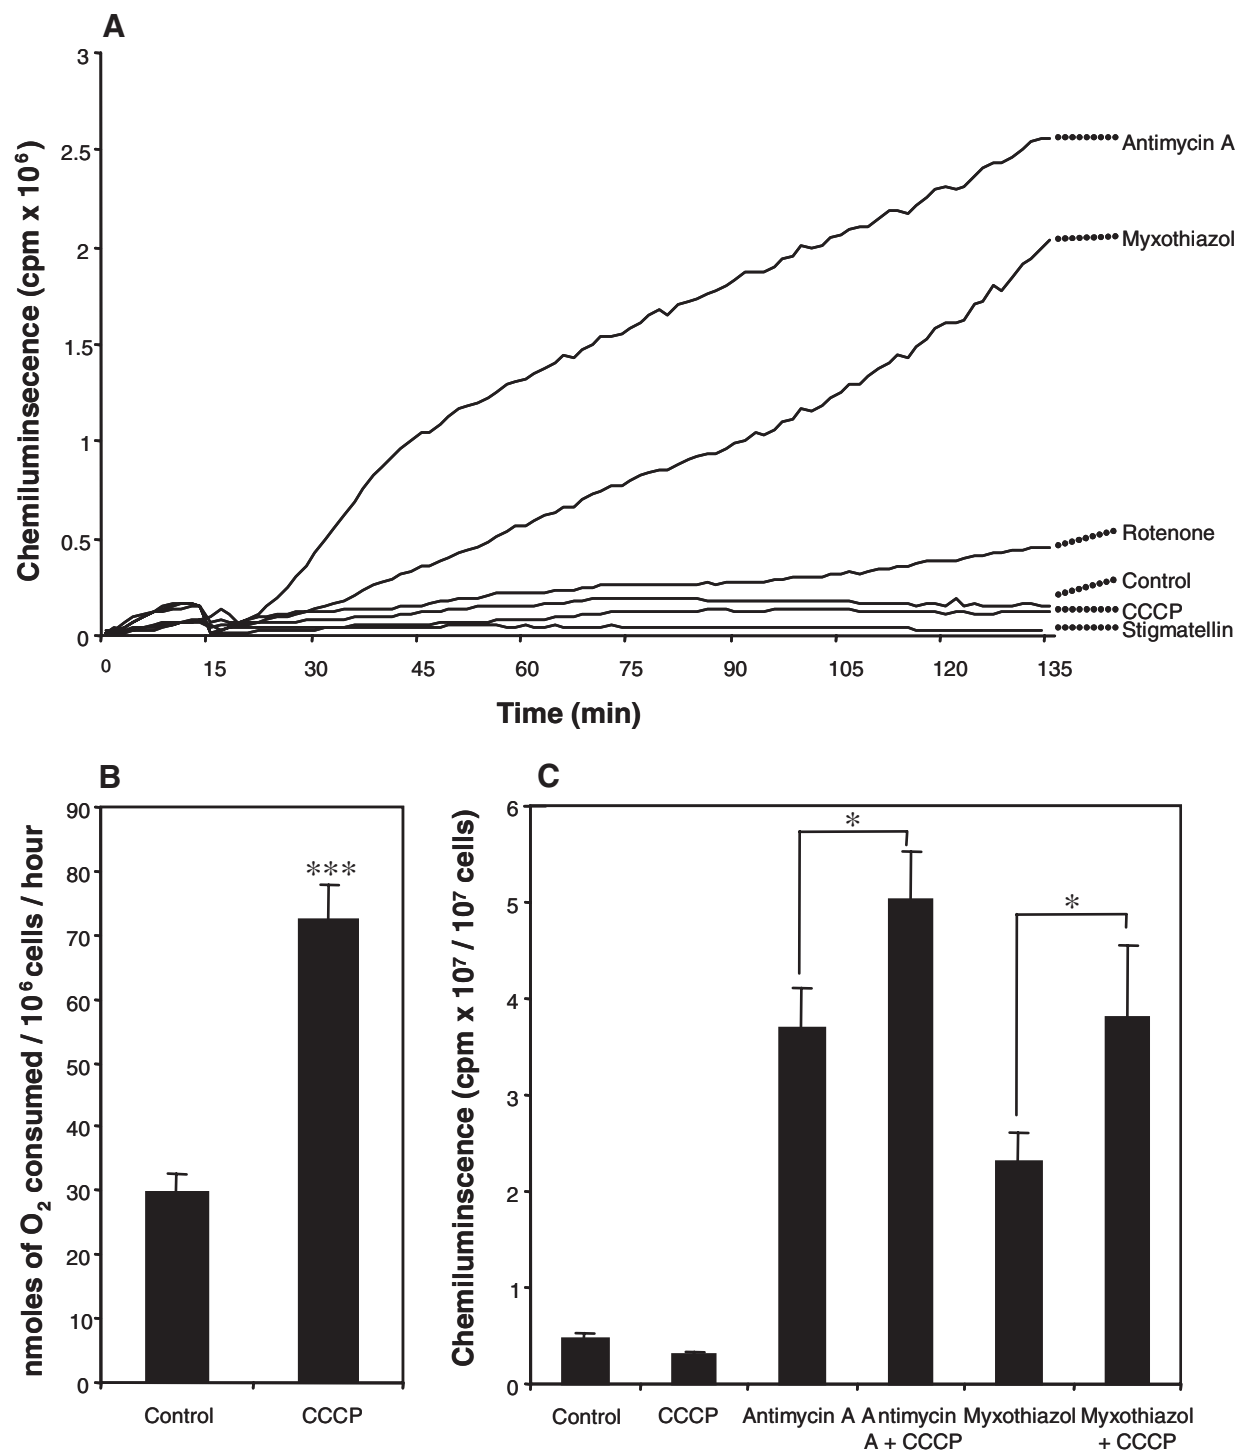 A
3
2.5
2
1.5
1
0.5
0
Chemiluminsecence (cpm x 10⁶)
0 15 30 45 60 75 90 105 120 135
Time (min)
Antimycin A
Myxothiazol
Rotenone
Control
CCCP
Stigmatellin
B
90
80
70
60
50
40
30
20
10
0
nmoles of O₂ consumed / 10⁶ cells / hour
***
Control CCCP
C
6
5
4
3
2
1
0
Chemiluminscence (cpm x 10⁷ / 10⁷ cells)
*
*
Control CCCP Antimycin A Antimycin Myxothiazol Myxothiazol
A + CCCP + CCCP